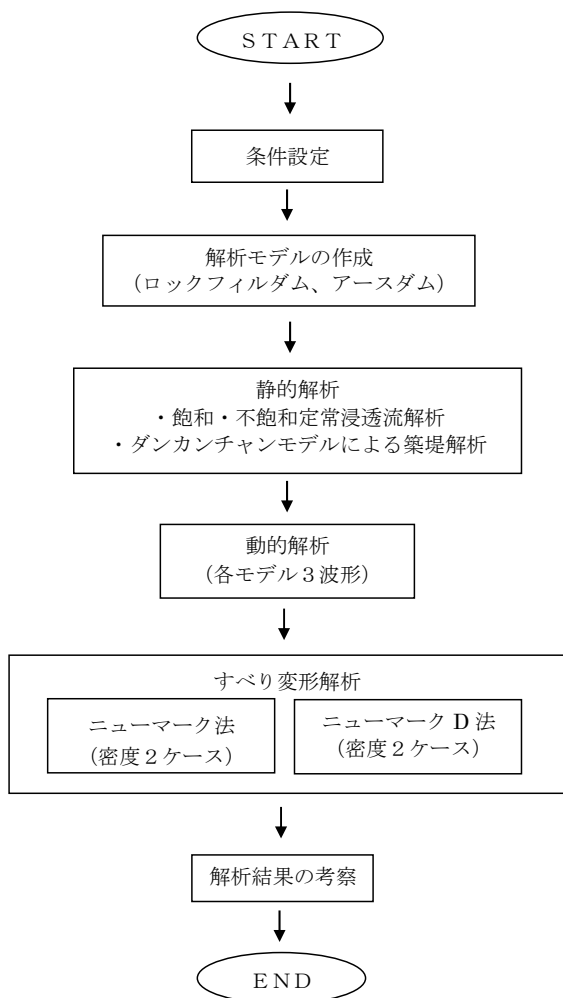 ＳＴＡＲＴ
条件設定
解析モデルの作成
（ロックフィルダム、アースダム）
静的解析
・飽和・不飽和定常浸透流解析
・ダンカンチャンモデルによる築堤解析
動的解析
（各モデル３波形）
すべり変形解析
ニューマーク法
（密度２ケース）
ニューマーク D 法
（密度２ケース）
解析結果の考察
ＥＮＤ